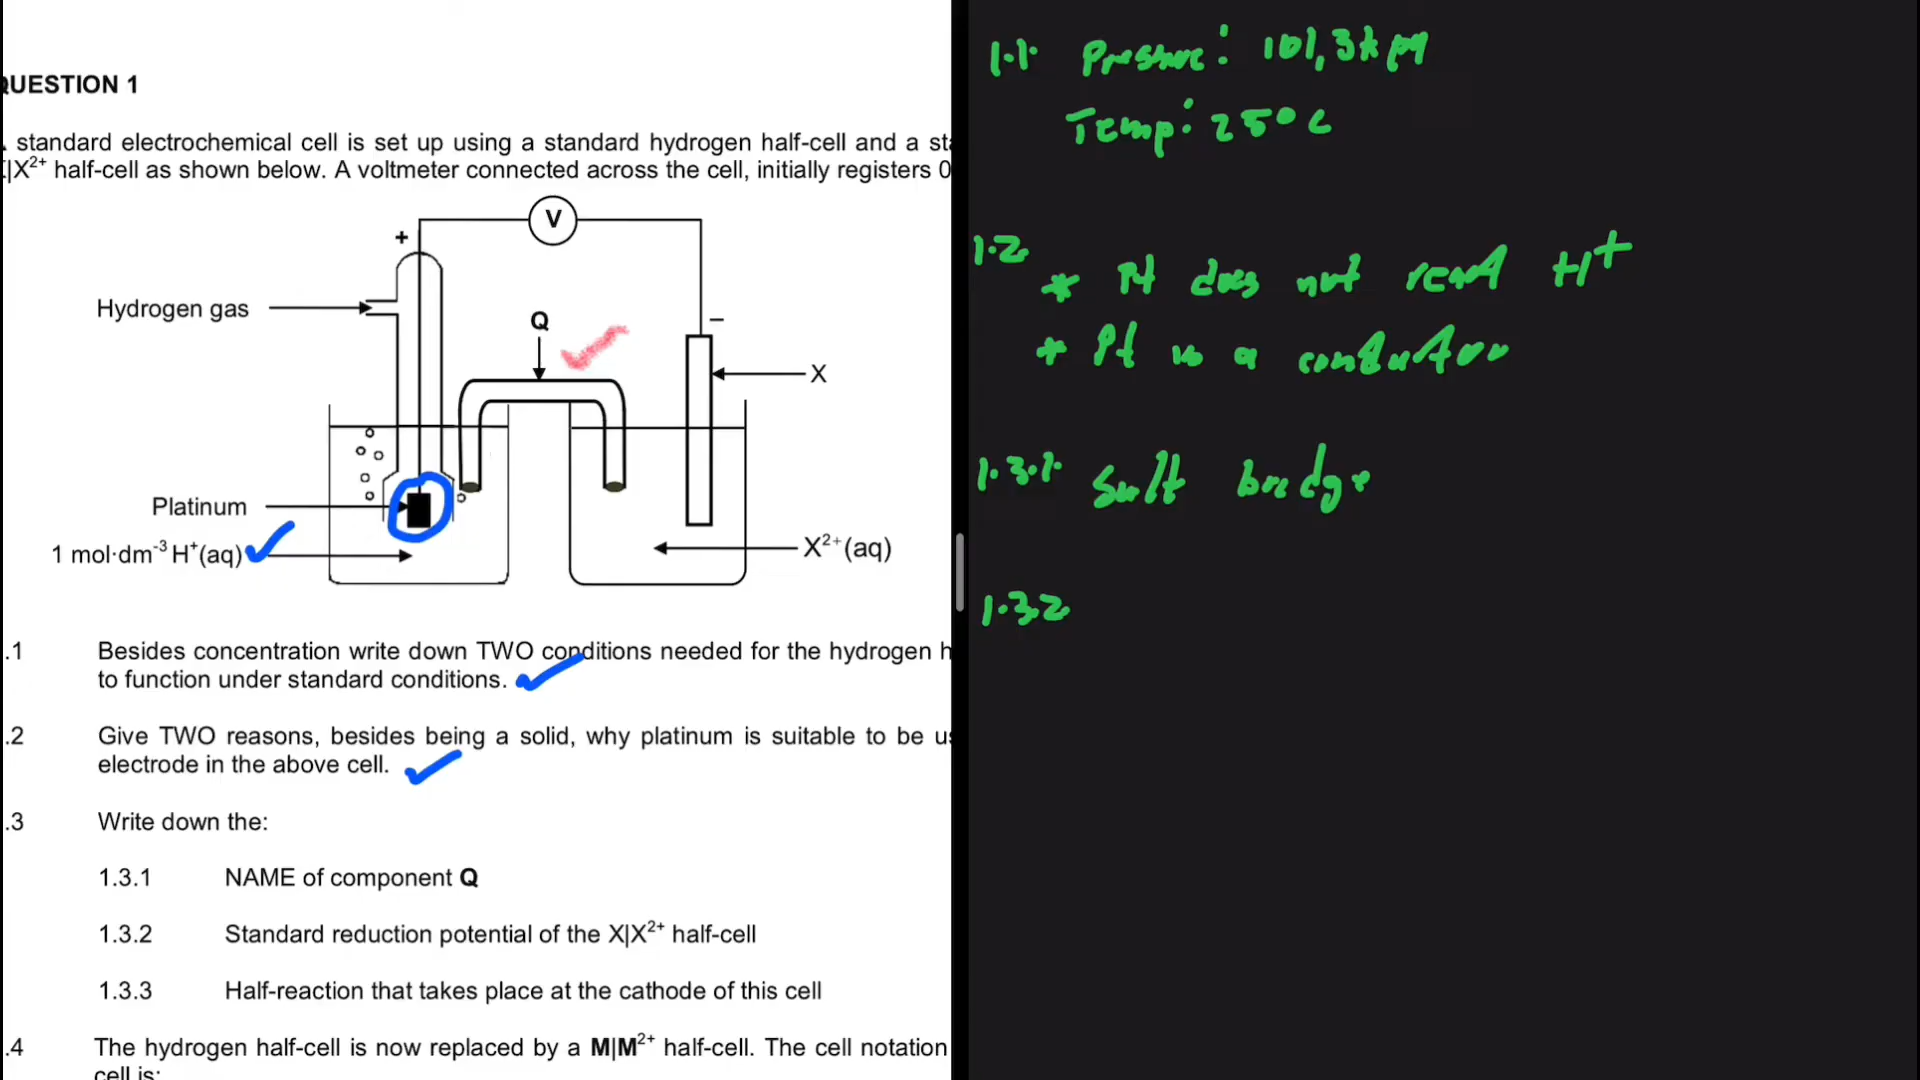 QUESTION 1
standard electrochemical cell is set up using a standard hydrogen half-cell and a st
|X²⁺ half-cell as shown below. A voltmeter connected across the cell, initially registers 0
V
+
Hydrogen gas
Q
−
X
Platinum
1 mol·dm⁻³ H⁺(aq)
X²⁺(aq)
.1 Besides concentration write down TWO conditions needed for the hydrogen h
to function under standard conditions.
.2 Give TWO reasons, besides being a solid, why platinum is suitable to be u
electrode in the above cell.
.3 Write down the:
1.3.1 NAME of component Q
1.3.2 Standard reduction potential of the X|X²⁺ half-cell
1.3.3 Half-reaction that takes place at the cathode of this cell
.4 The hydrogen half-cell is now replaced by a M|M²⁺ half-cell. The cell notation
cell is:
1.1 Pressure: 101,3k pa
Temp: 25°C
1.2
* Pt does not react H⁺
* Pt is a conductor
1.3.1 Salt bridge
1.3.2